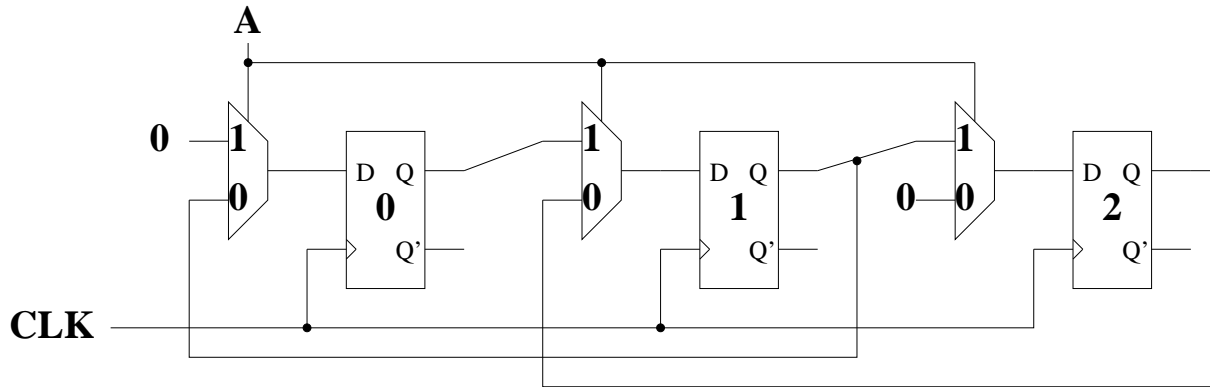 A
0 1 1 1
D Q D Q D Q
0 0 0 0
0 1 2
Q' Q' Q'
CLK